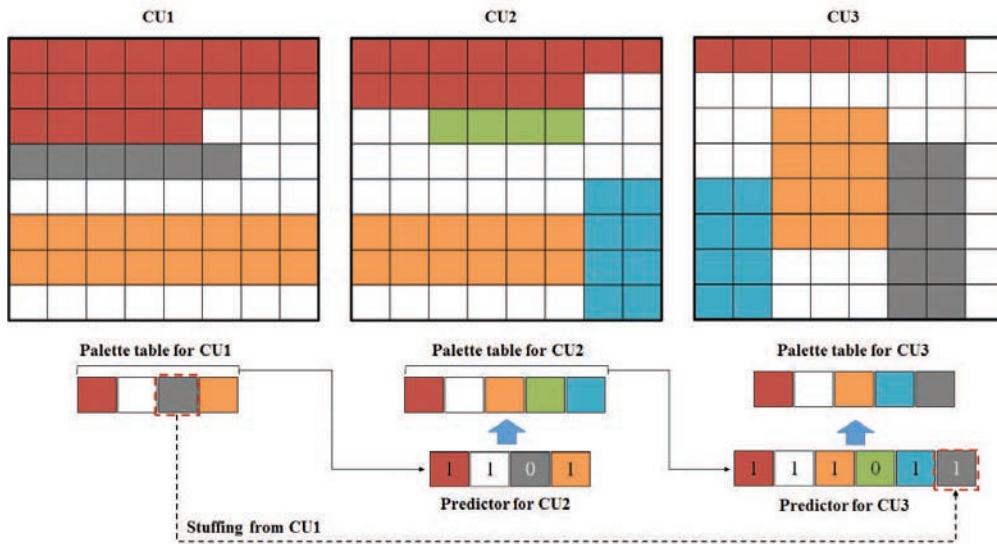 CU1 CU2 CU3
Palette table for CU1 Palette table for CU2 Palette table for CU3
1 1 0 1 1 1 1 0 1 1
Predictor for CU2 Predictor for CU3
Stuffing from CU1